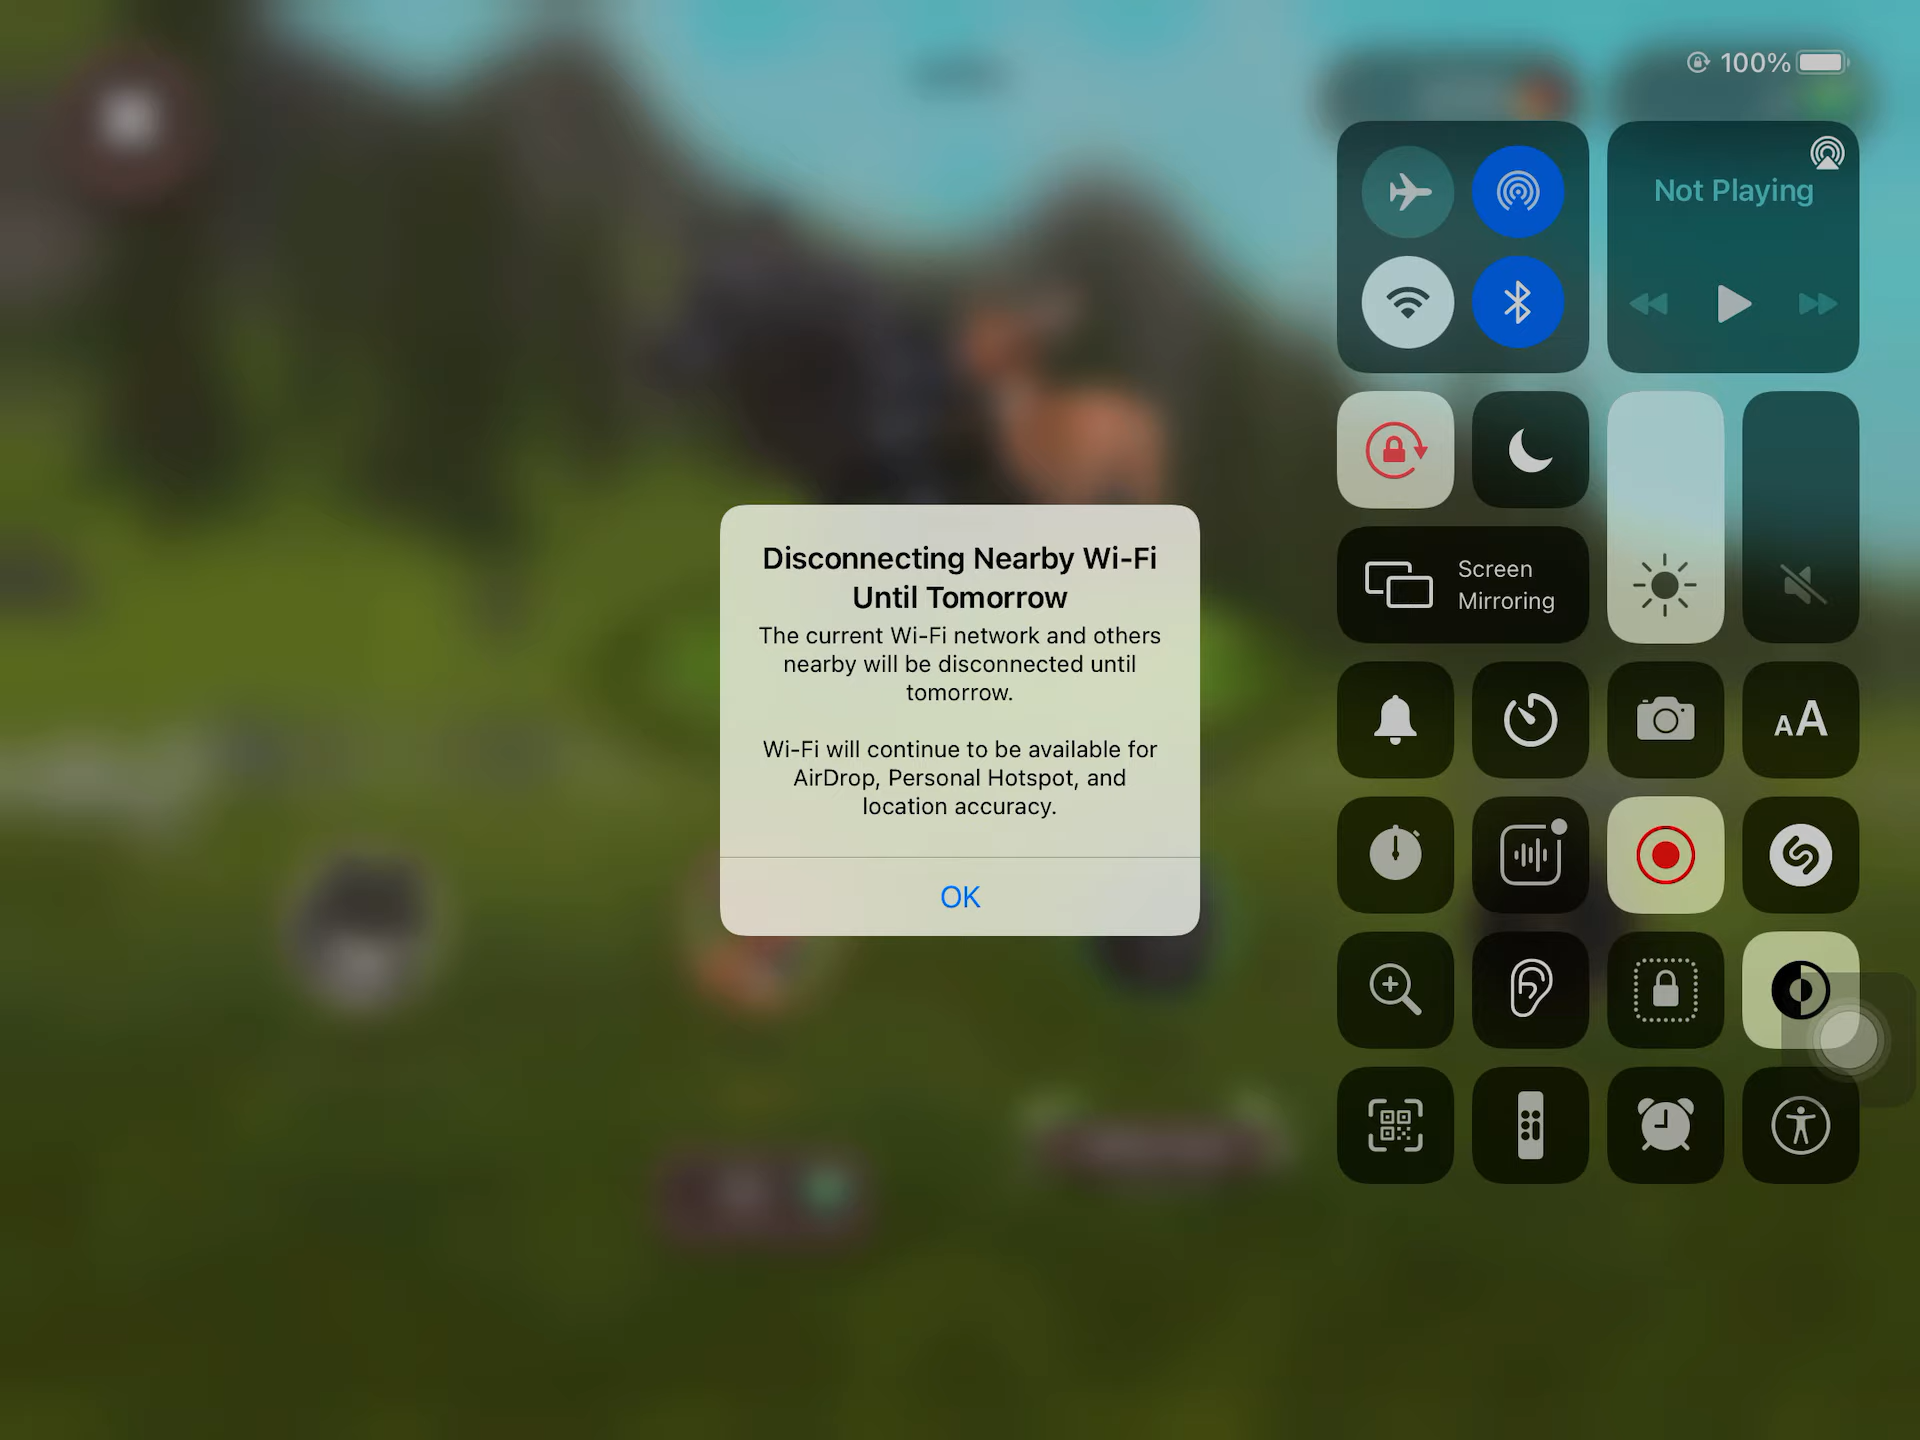 100%
Not Playing
Screen
Mirroring
AA
Disconnecting Nearby Wi-Fi
Until Tomorrow
The current Wi-Fi network and others
nearby will be disconnected until
tomorrow.
Wi-Fi will continue to be available for
AirDrop, Personal Hotspot, and
location accuracy.
OK